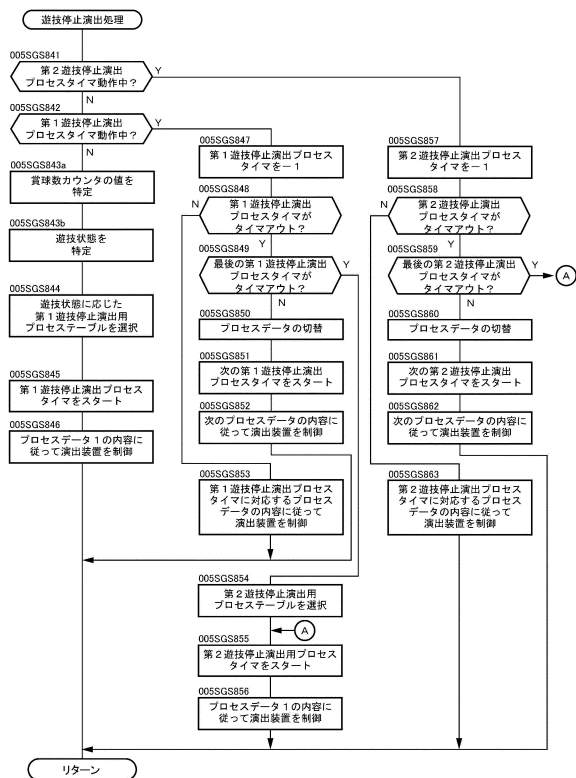 遊技停止演出処理
005SGS841
第２遊技停止演出
プロセスタイマ動作中？
Y
N
005SGS842
第１遊技停止演出
プロセスタイマ動作中？
Y
N
005SGS843a
賞球数カウンタの値を
特定
005SGS843b
遊技状態を
特定
005SGS844
遊技状態に応じた
第１遊技停止演出用
プロセステーブルを選択
005SGS845
第１遊技停止演出プロセス
タイマをスタート
005SGS846
プロセスデータ１の内容に
従って演出装置を制御
005SGS847
第１遊技停止演出プロセス
タイマを－１
005SGS848
N
第１遊技停止演出
プロセスタイマが
タイムアウト？
Y
005SGS849
最後の第１遊技停止演出
プロセスタイマが
タイムアウト？
Y
N
005SGS850
プロセスデータの切替
005SGS851
次の第１遊技停止演出
プロセスタイマをスタート
005SGS852
次のプロセスデータの内容に
従って演出装置を制御
005SGS853
第１遊技停止演出プロセス
タイマに対応するプロセス
データの内容に従って
演出装置を制御
005SGS854
第２遊技停止演出用
プロセステーブルを選択
A
005SGS855
第２遊技停止演出用プロセス
タイマをスタート
005SGS856
プロセスデータ１の内容に
従って演出装置を制御
005SGS857
第２遊技停止演出プロセス
タイマを－１
005SGS858
N
第２遊技停止演出
プロセスタイマが
タイムアウト？
Y
005SGS859
最後の第２遊技停止演出
プロセスタイマが
タイムアウト？
Y
A
N
005SGS860
プロセスデータの切替
005SGS861
次の第２遊技停止演出
プロセスタイマをスタート
005SGS862
次のプロセスデータの内容に
従って演出装置を制御
005SGS863
第２遊技停止演出プロセス
タイマに対応するプロセス
データの内容に従って
演出装置を制御
リターン